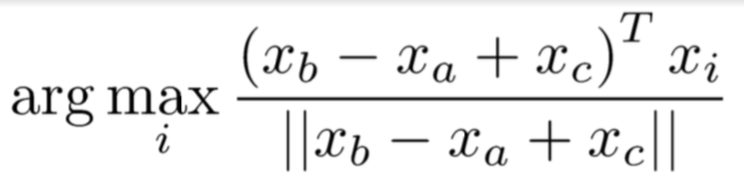 arg max_i (x_b − x_a + x_c)^T x_i / ||x_b − x_a + x_c||